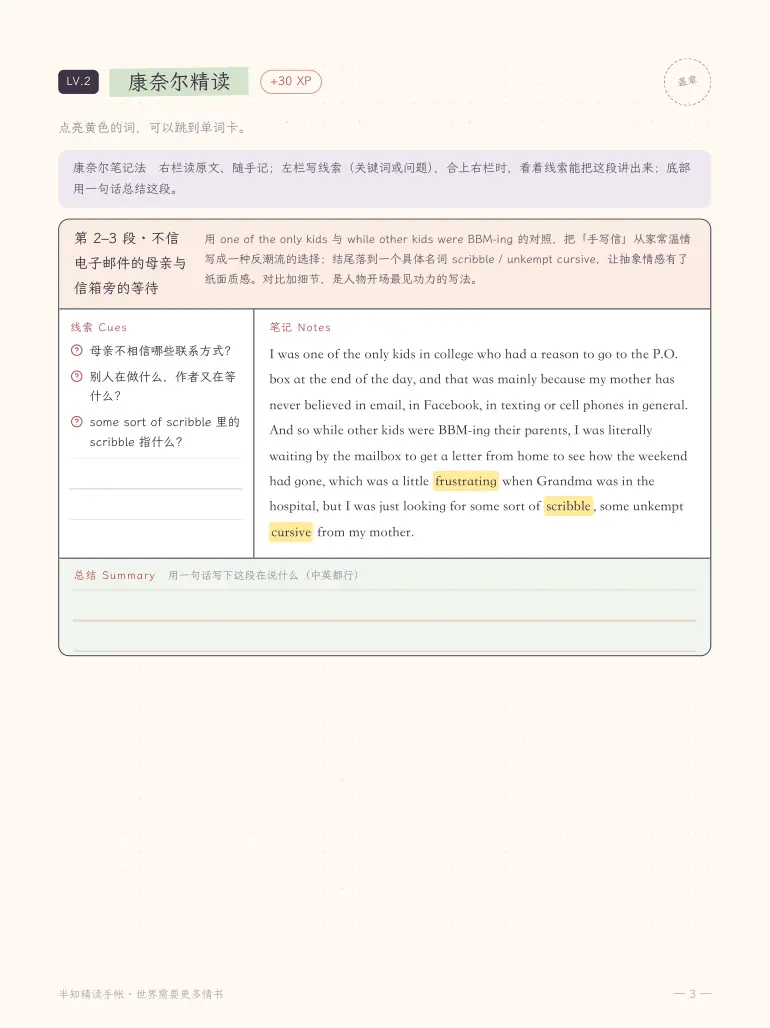 LV.2
康奈尔精读
+30 XP
盖章
点亮黄色的词，可以跳到单词卡。
康奈尔笔记法 右栏读原文、随手记；左栏写线索（关键词或问题），合上右栏时，看着线索能把这段讲出来；底部
用一句话总结这段。
第 2–3 段・不信
电子邮件的母亲与
信箱旁的等待
用 one of the only kids 与 while other kids were BBM-ing 的对照，把「手写信」从家常温情
写成一种反潮流的选择；结尾落到一个具体名词 scribble / unkempt cursive，让抽象情感有了
纸面质感。对比加细节，是人物开场最见功力的写法。
线索 Cues
母亲不相信哪些联系方式？
别人在做什么，作者又在等
什么？
some sort of scribble 里的
scribble 指什么？
笔记 Notes
I was one of the only kids in college who had a reason to go to the P.O.
box at the end of the day, and that was mainly because my mother has
never believed in email, in Facebook, in texting or cell phones in general.
And so while other kids were BBM-ing their parents, I was literally
waiting by the mailbox to get a letter from home to see how the weekend
had gone, which was a little frustrating when Grandma was in the
hospital, but I was just looking for some sort of scribble, some unkempt
cursive from my mother.
总结 Summary 用一句话写下这段在说什么（中英都行）
半知精读手帐・世界需要更多情书
— 3 —